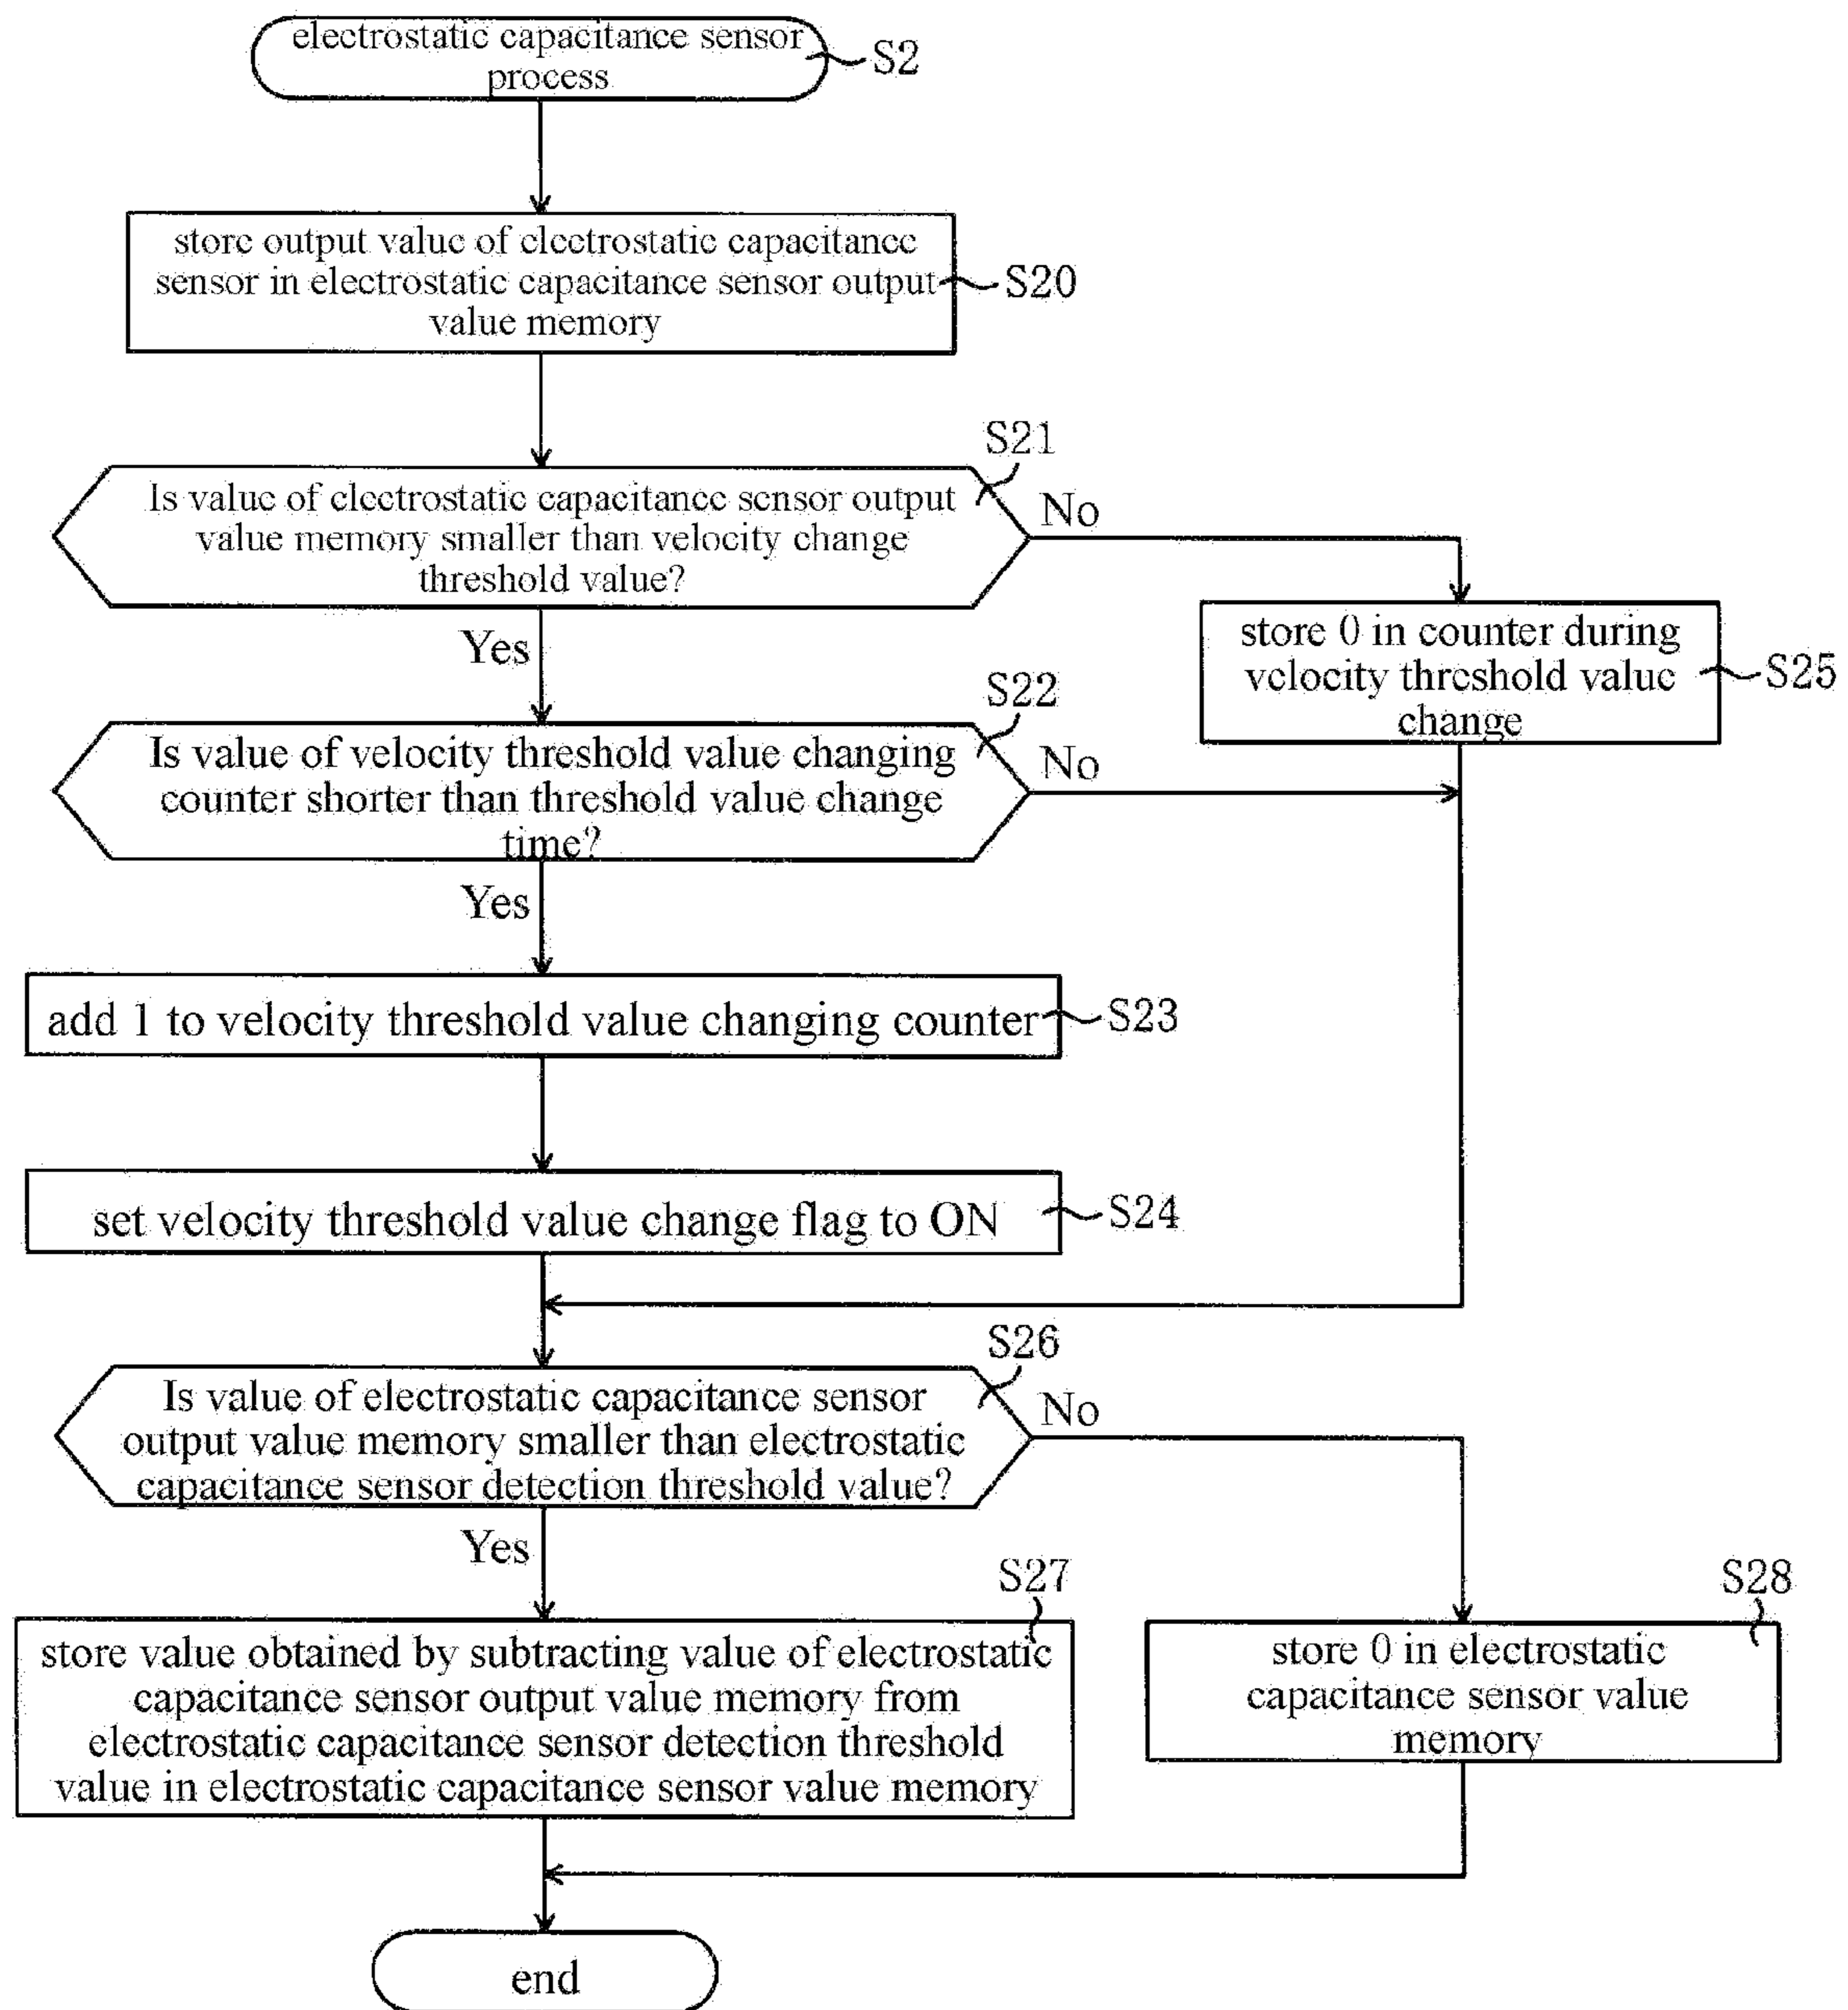 electrostatic capacitance sensor
process
S2
store output value of electrostatic capacitance
sensor in electrostatic capacitance sensor output
value memory
S20
S21
Is value of electrostatic capacitance sensor output
value memory smaller than velocity change
threshold value?
No
Yes
store 0 in counter during
velocity threshold value
change
S25
S22
Is value of velocity threshold value changing
counter shorter than threshold value change
time?
No
Yes
add 1 to velocity threshold value changing counter
S23
set velocity threshold value change flag to ON
S24
S26
Is value of electrostatic capacitance sensor
output value memory smaller than electrostatic
capacitance sensor detection threshold value?
No
Yes
S27
store value obtained by subtracting value of electrostatic
capacitance sensor output value memory from
electrostatic capacitance sensor detection threshold
value in electrostatic capacitance sensor value memory
S28
store 0 in electrostatic
capacitance sensor value
memory
end